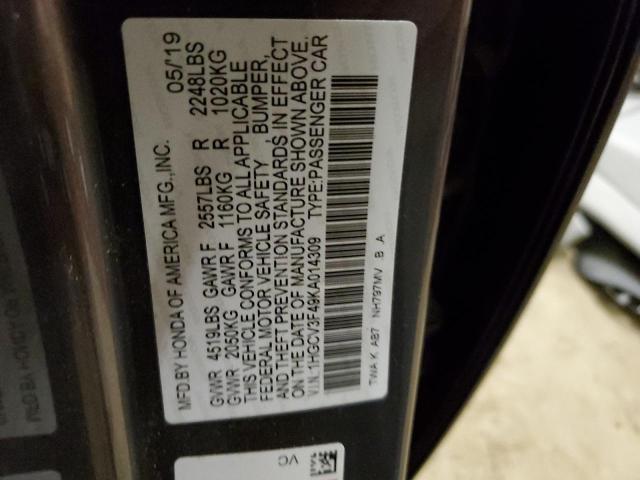 MFD.BY HONDA OF AMERICA MFG.,INC. 05/'19
GVWR 4519LBS GAWR F 2557LBS R 2248LBS
GVWR 2050KG GAWR F 1160KG R 1020KG
THIS VEHICLE CONFORMS TO ALL APPLICABLE
FEDERAL MOTOR VEHICLE SAFETY, BUMPER,
AND THEFT PREVENTION STANDARDS IN EFFECT
ON THE DATE OF MANUFACTURE SHOWN ABOVE.
V.I.N.:1HGCV3F49KA014309 TYPE:PASSENGER CAR
TWA K AB7 NH797MV B A